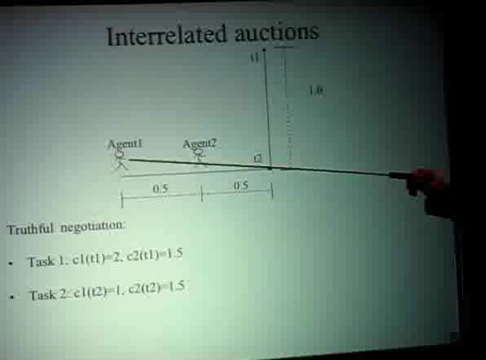 Interrelated auctions
t1
1.0
Agent1 Agent2
t2
0.5 0.5
Truthful negotiation:
• Task 1: c1(t1)=2, c2(t1)=1.5
• Task 2: c1(t2)=1, c2(t2)=1.5